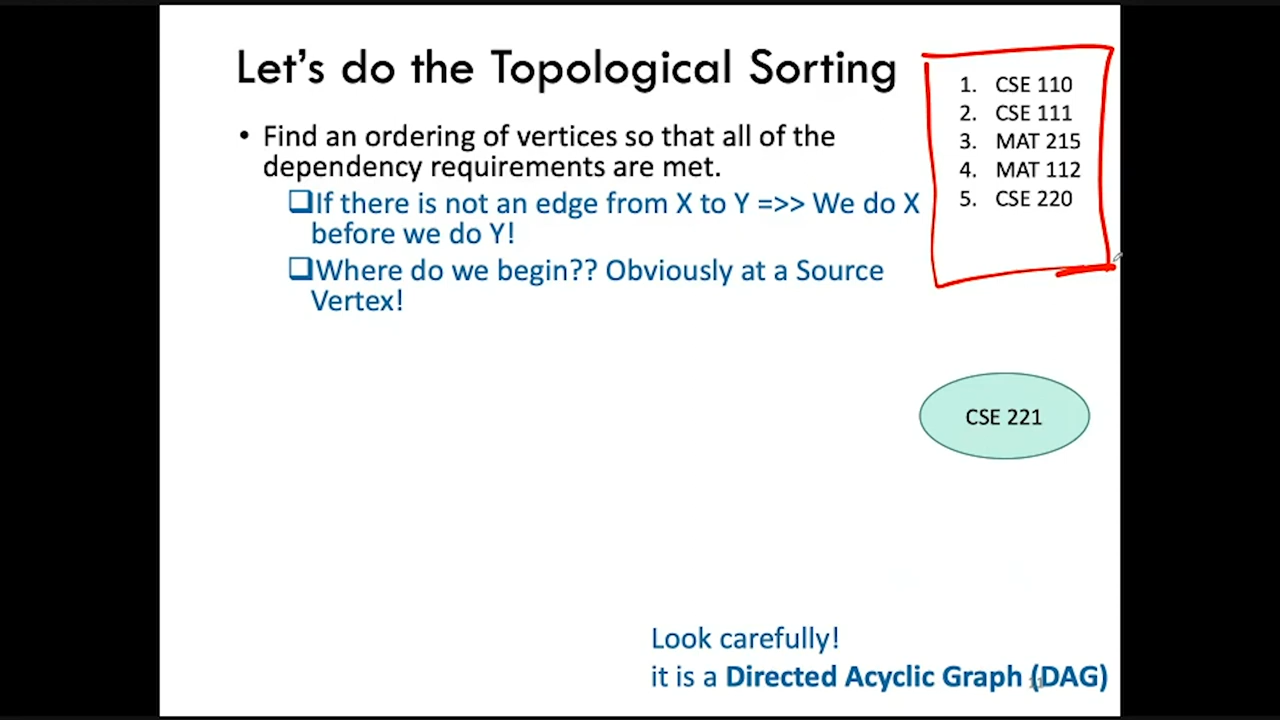 Let's do the Topological Sorting
• Find an ordering of vertices so that all of the
dependency requirements are met.
❑If there is not an edge from X to Y =>> We do X
before we do Y!
❑Where do we begin?? Obviously at a Source
Vertex!
1. CSE 110
2. CSE 111
3. MAT 215
4. MAT 112
5. CSE 220
CSE 221
Look carefully!
it is a Directed Acyclic Graph (DAG)